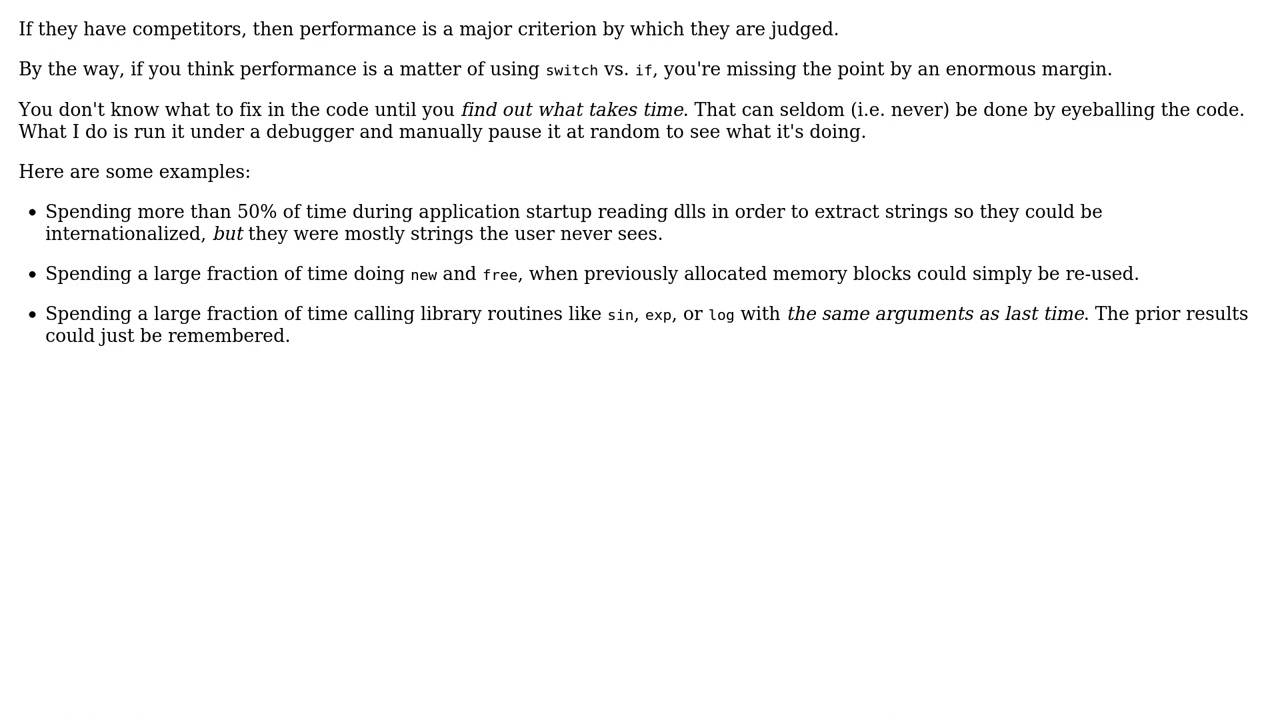 If they have competitors, then performance is a major criterion by which they are judged.
By the way, if you think performance is a matter of using switch vs. if, you're missing the point by an enormous margin.
You don't know what to fix in the code until you find out what takes time. That can seldom (i.e. never) be done by eyeballing the code.
What I do is run it under a debugger and manually pause it at random to see what it's doing.
Here are some examples:
• Spending more than 50% of time during application startup reading dlls in order to extract strings so they could be
internationalized, but they were mostly strings the user never sees.
• Spending a large fraction of time doing new and free, when previously allocated memory blocks could simply be re-used.
• Spending a large fraction of time calling library routines like sin, exp, or log with the same arguments as last time. The prior results
could just be remembered.